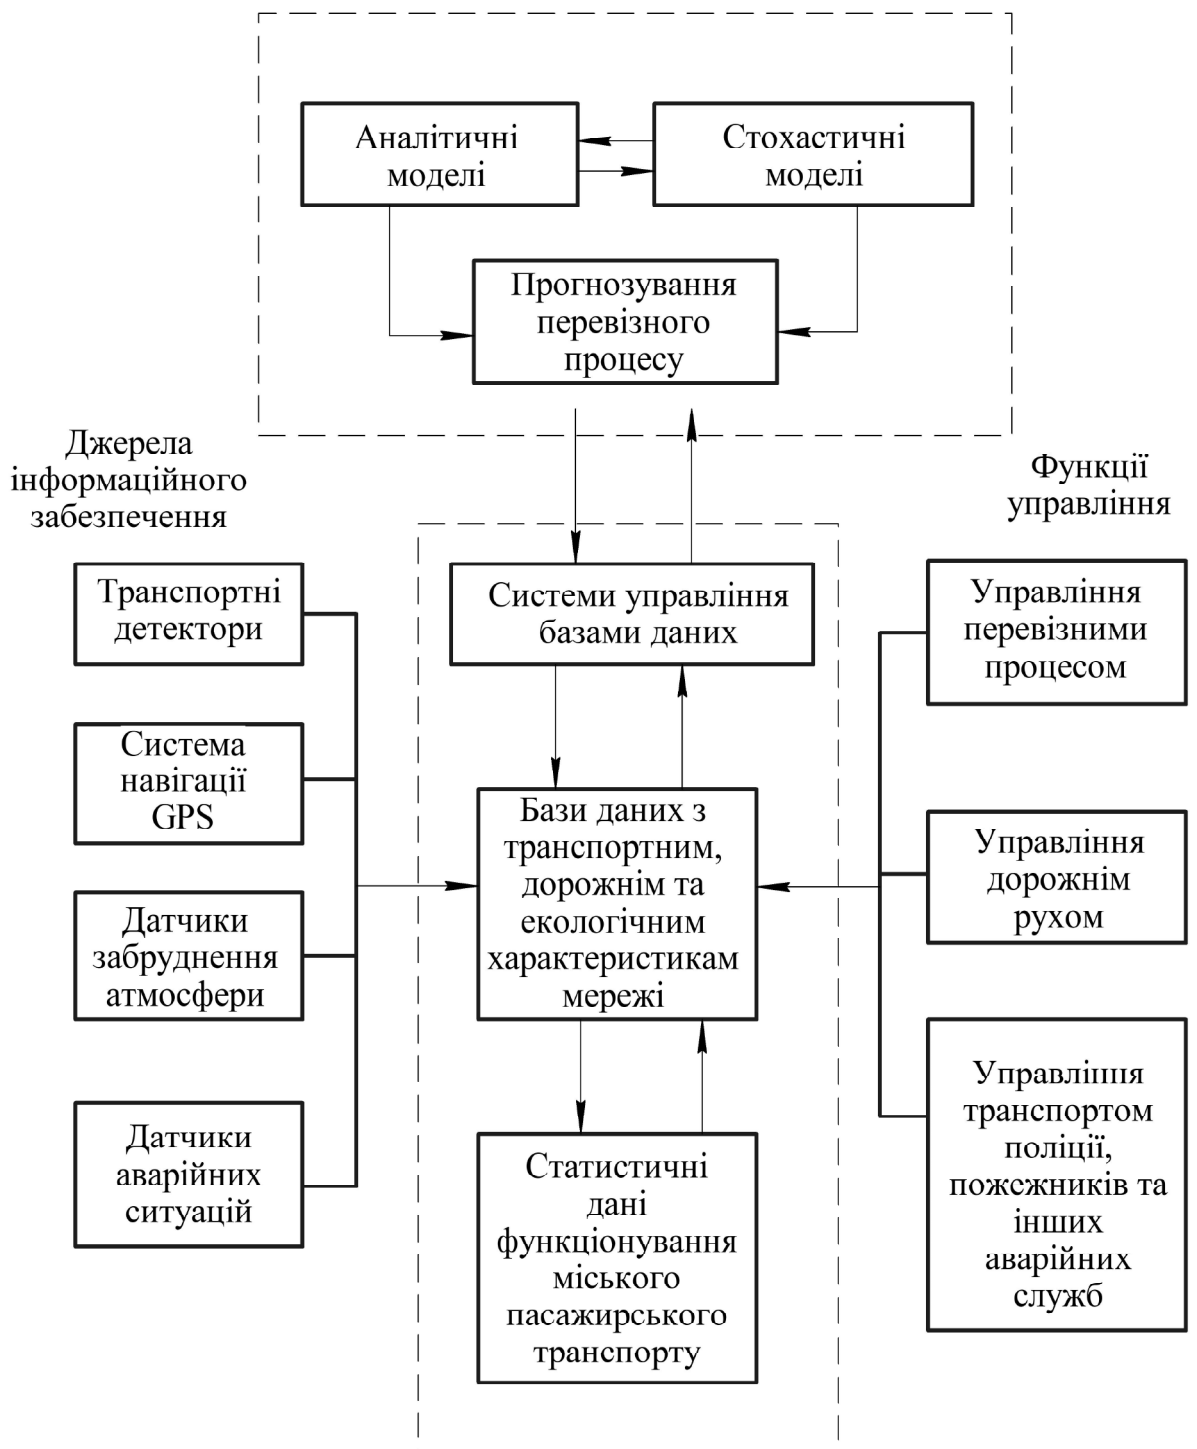 Аналітичні
моделі
Стохастичні
моделі
Прогнозування
перевізного
процесу
Джерела
інформаційного
забезпечення
Функції
управління
Транспортні
детектори
Система
навігації
GPS
Датчики
забруднення
атмосфери
Датчики
аварійних
ситуацій
Системи управління
базами даних
Бази даних з
транспортним,
дорожнім та
екологічним
характеристикам
мережі
Статистичні
дані
функціонування
міського
пасажирського
транспорту
Управління
перевізними
процесом
Управління
дорожнім
рухом
Управління
транспортом
поліції,
пожежників та
інших
аварійних
служб